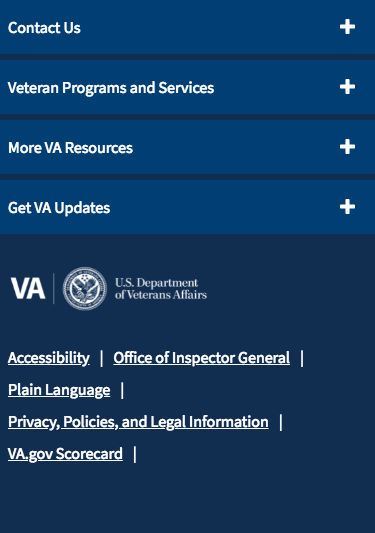 Contact Us
Veteran Programs and Services
More VA Resources
Get VA Updates
VA | U.S. Department
of Veterans Affairs
Accessibility | Office of Inspector General |
Plain Language |
Privacy, Policies, and Legal Information |
VA.gov Scorecard |